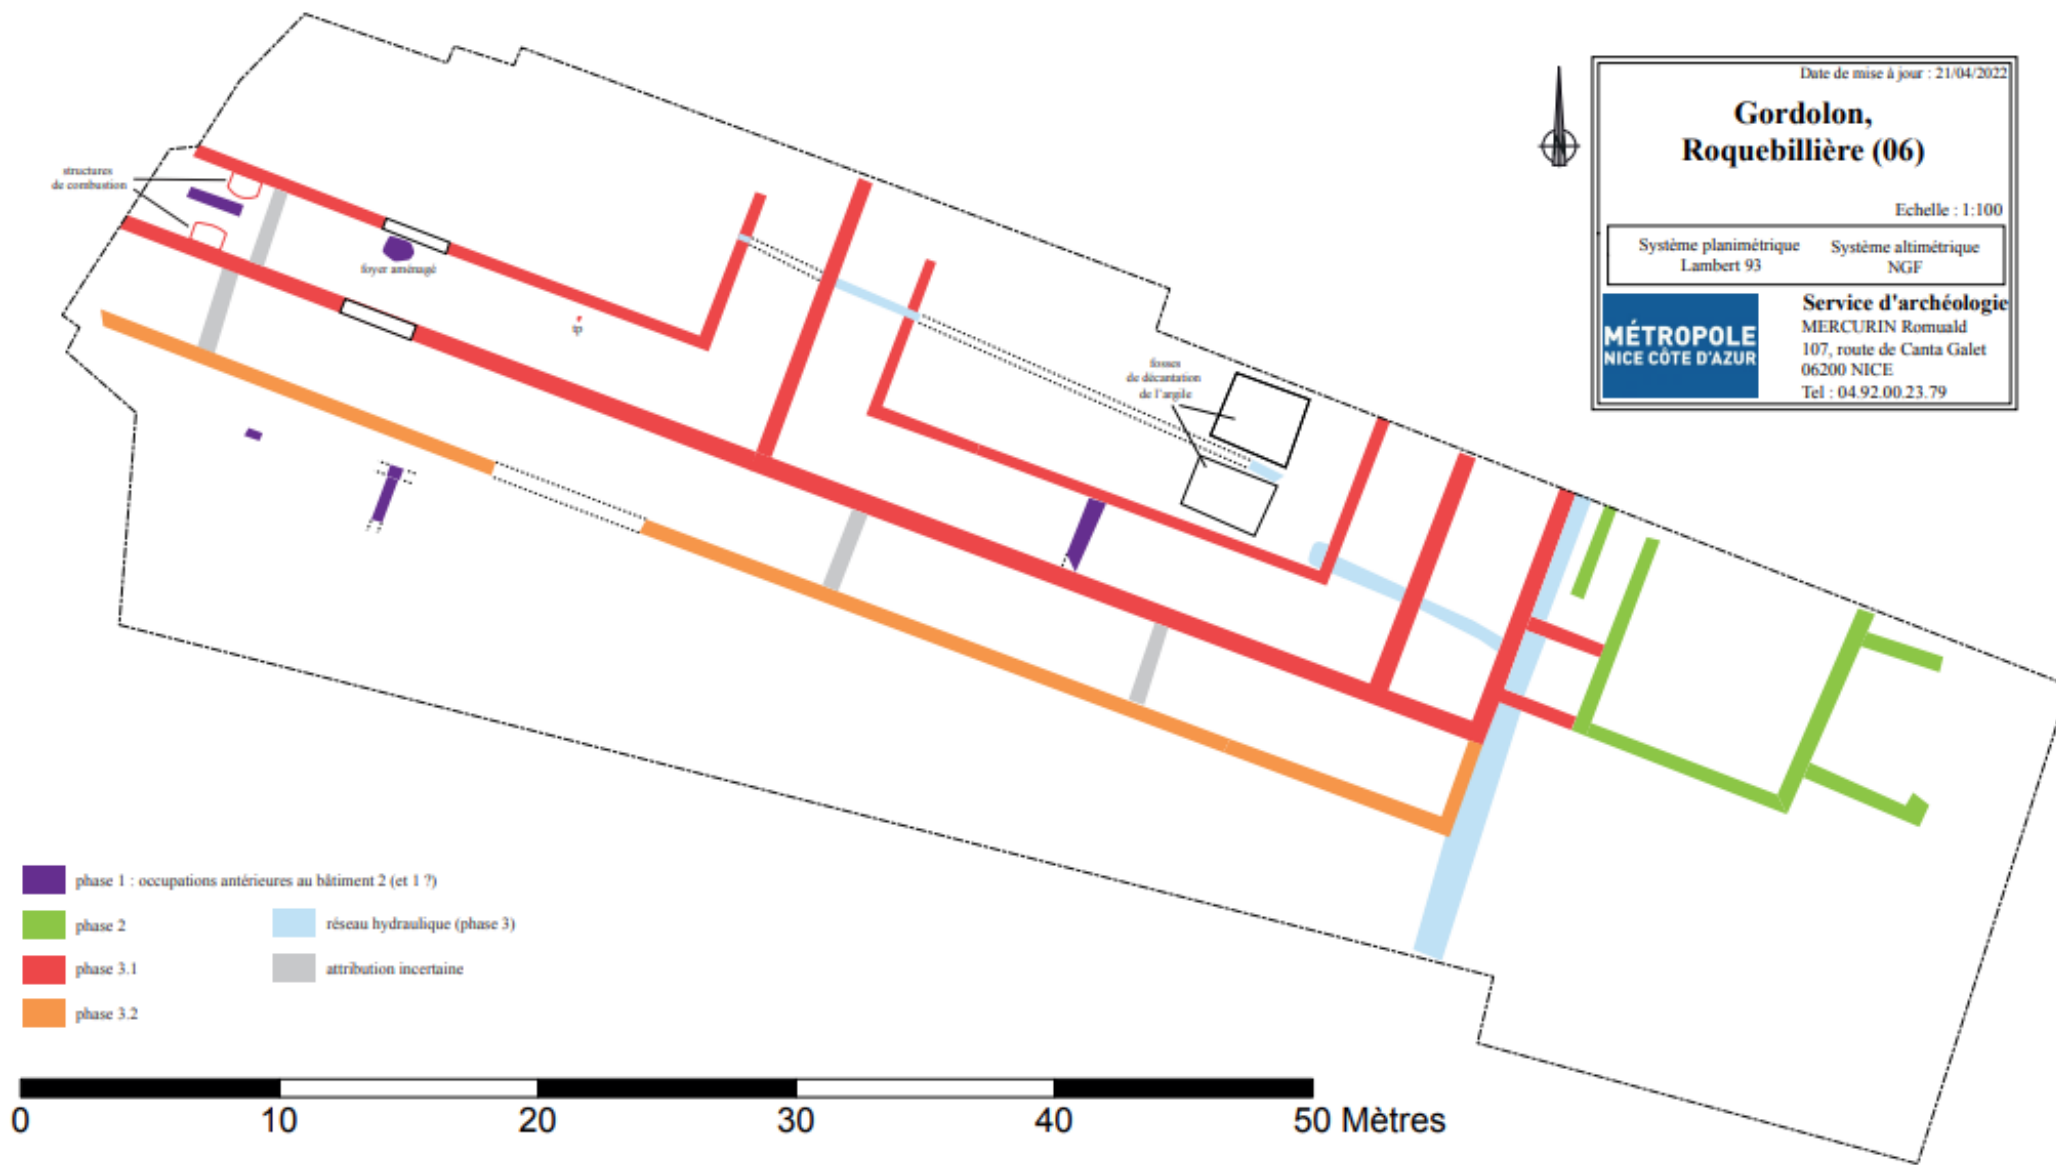 Date de mise à jour : 21/04/2022
Gordolon,
Roquebillière (06)
Echelle : 1:100
Système planimétrique
Lambert 93
Système altimétrique
NGF
MÉTROPOLE
NICE CÔTE D'AZUR
Service d'archéologie
MERCURIN Romuald
107, route de Canta Galet
06200 NICE
Tel : 04.92.00.23.79
structures
de combustion
foyer aménagé
tp
fosses
de décantation
de l'argile
phase 1 : occupations antérieures au bâtiment 2 (et 1 ?)
phase 2
phase 3.1
phase 3.2
réseau hydraulique (phase 3)
attribution incertaine
0 10 20 30 40 50 Mètres